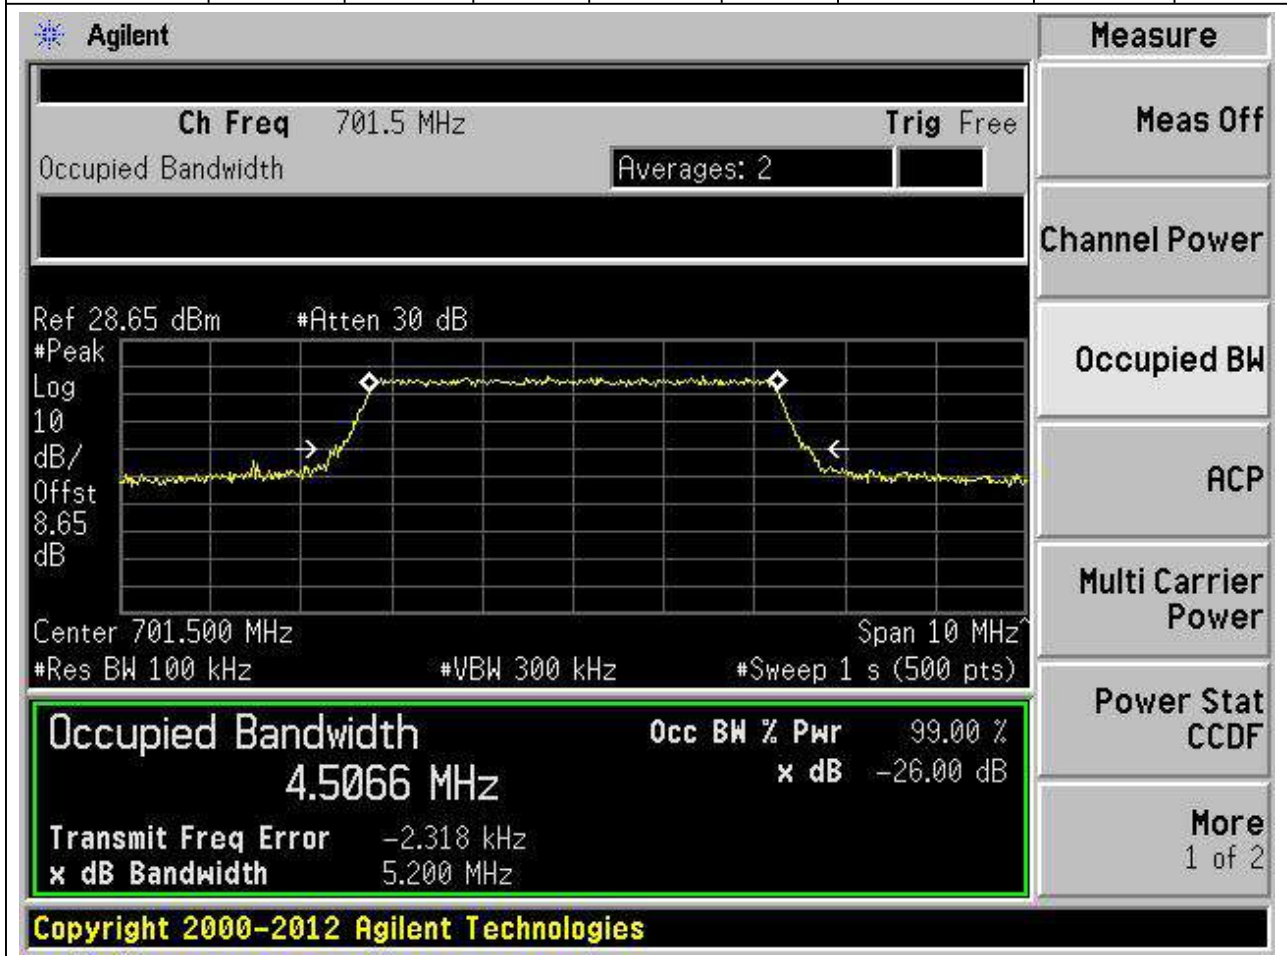 Agilent
Measure
Ch Freq 701.5 MHz Trig Free
Meas Off
Occupied Bandwidth Averages: 2
Channel Power
Ref 28.65 dBm #Atten 30 dB
#Peak
Log
10
dB/
Offst
8.65
dB
Occupied BW
ACP
Multi Carrier
Power
Center 701.500 MHz Span 10 MHz^
#Res BW 100 kHz #VBW 300 kHz #Sweep 1 s (500 pts)
Power Stat
CCDF
Occupied Bandwidth Occ BW % Pwr 99.00 %
4.5066 MHz x dB -26.00 dB
Transmit Freq Error -2.318 kHz
x dB Bandwidth 5.200 MHz
More
1 of 2
Copyright 2000-2012 Agilent Technologies